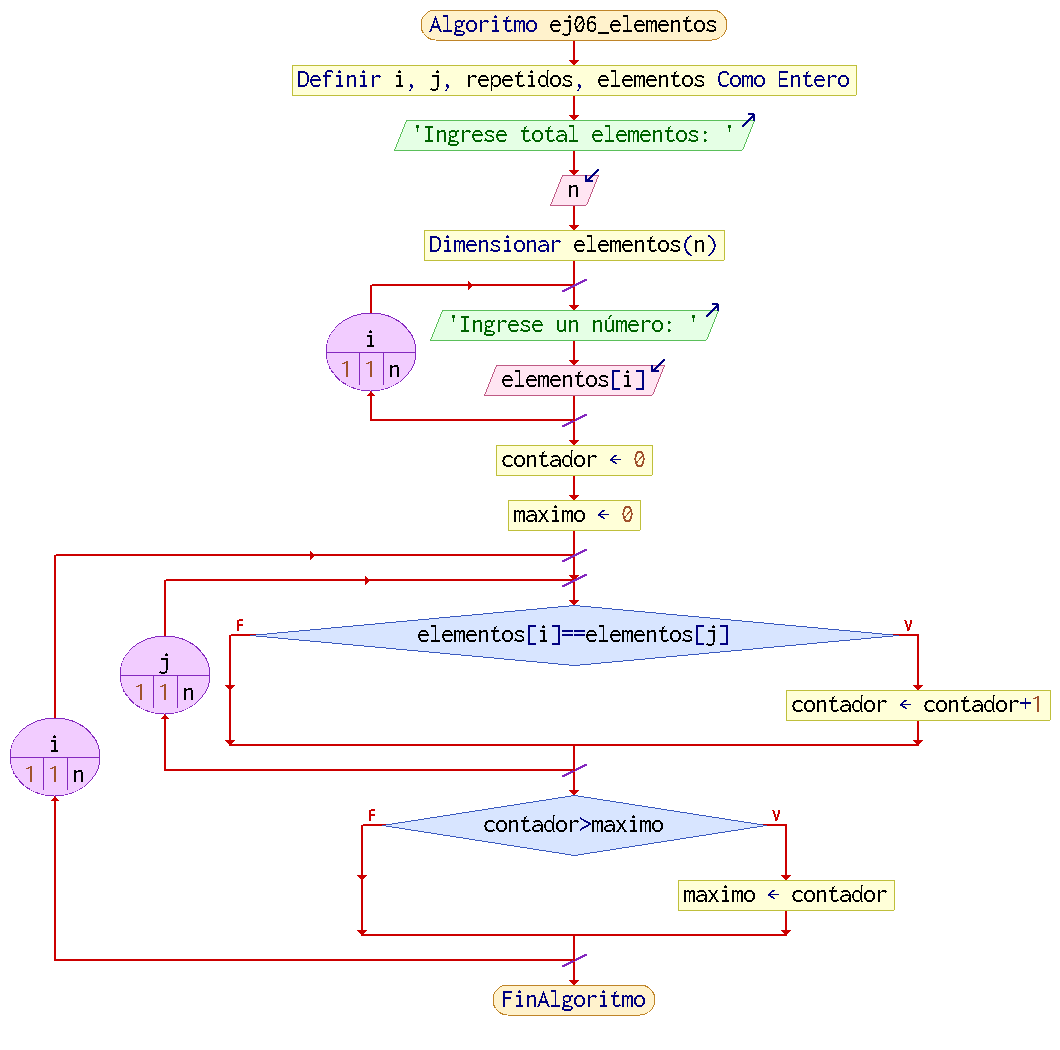 Algoritmo ej06_elementos
Definir i, j, repetidos, elementos Como Entero
'Ingrese total elementos: '
n
Dimensionar elementos(n)
'Ingrese un número: '
i
1 1 n
elementos[i]
contador ← 0
maximo ← 0
F
V
elementos[i]==elementos[j]
j
1 1 n
contador ← contador+1
i
1 1 n
F
V
contador>maximo
maximo ← contador
FinAlgoritmo